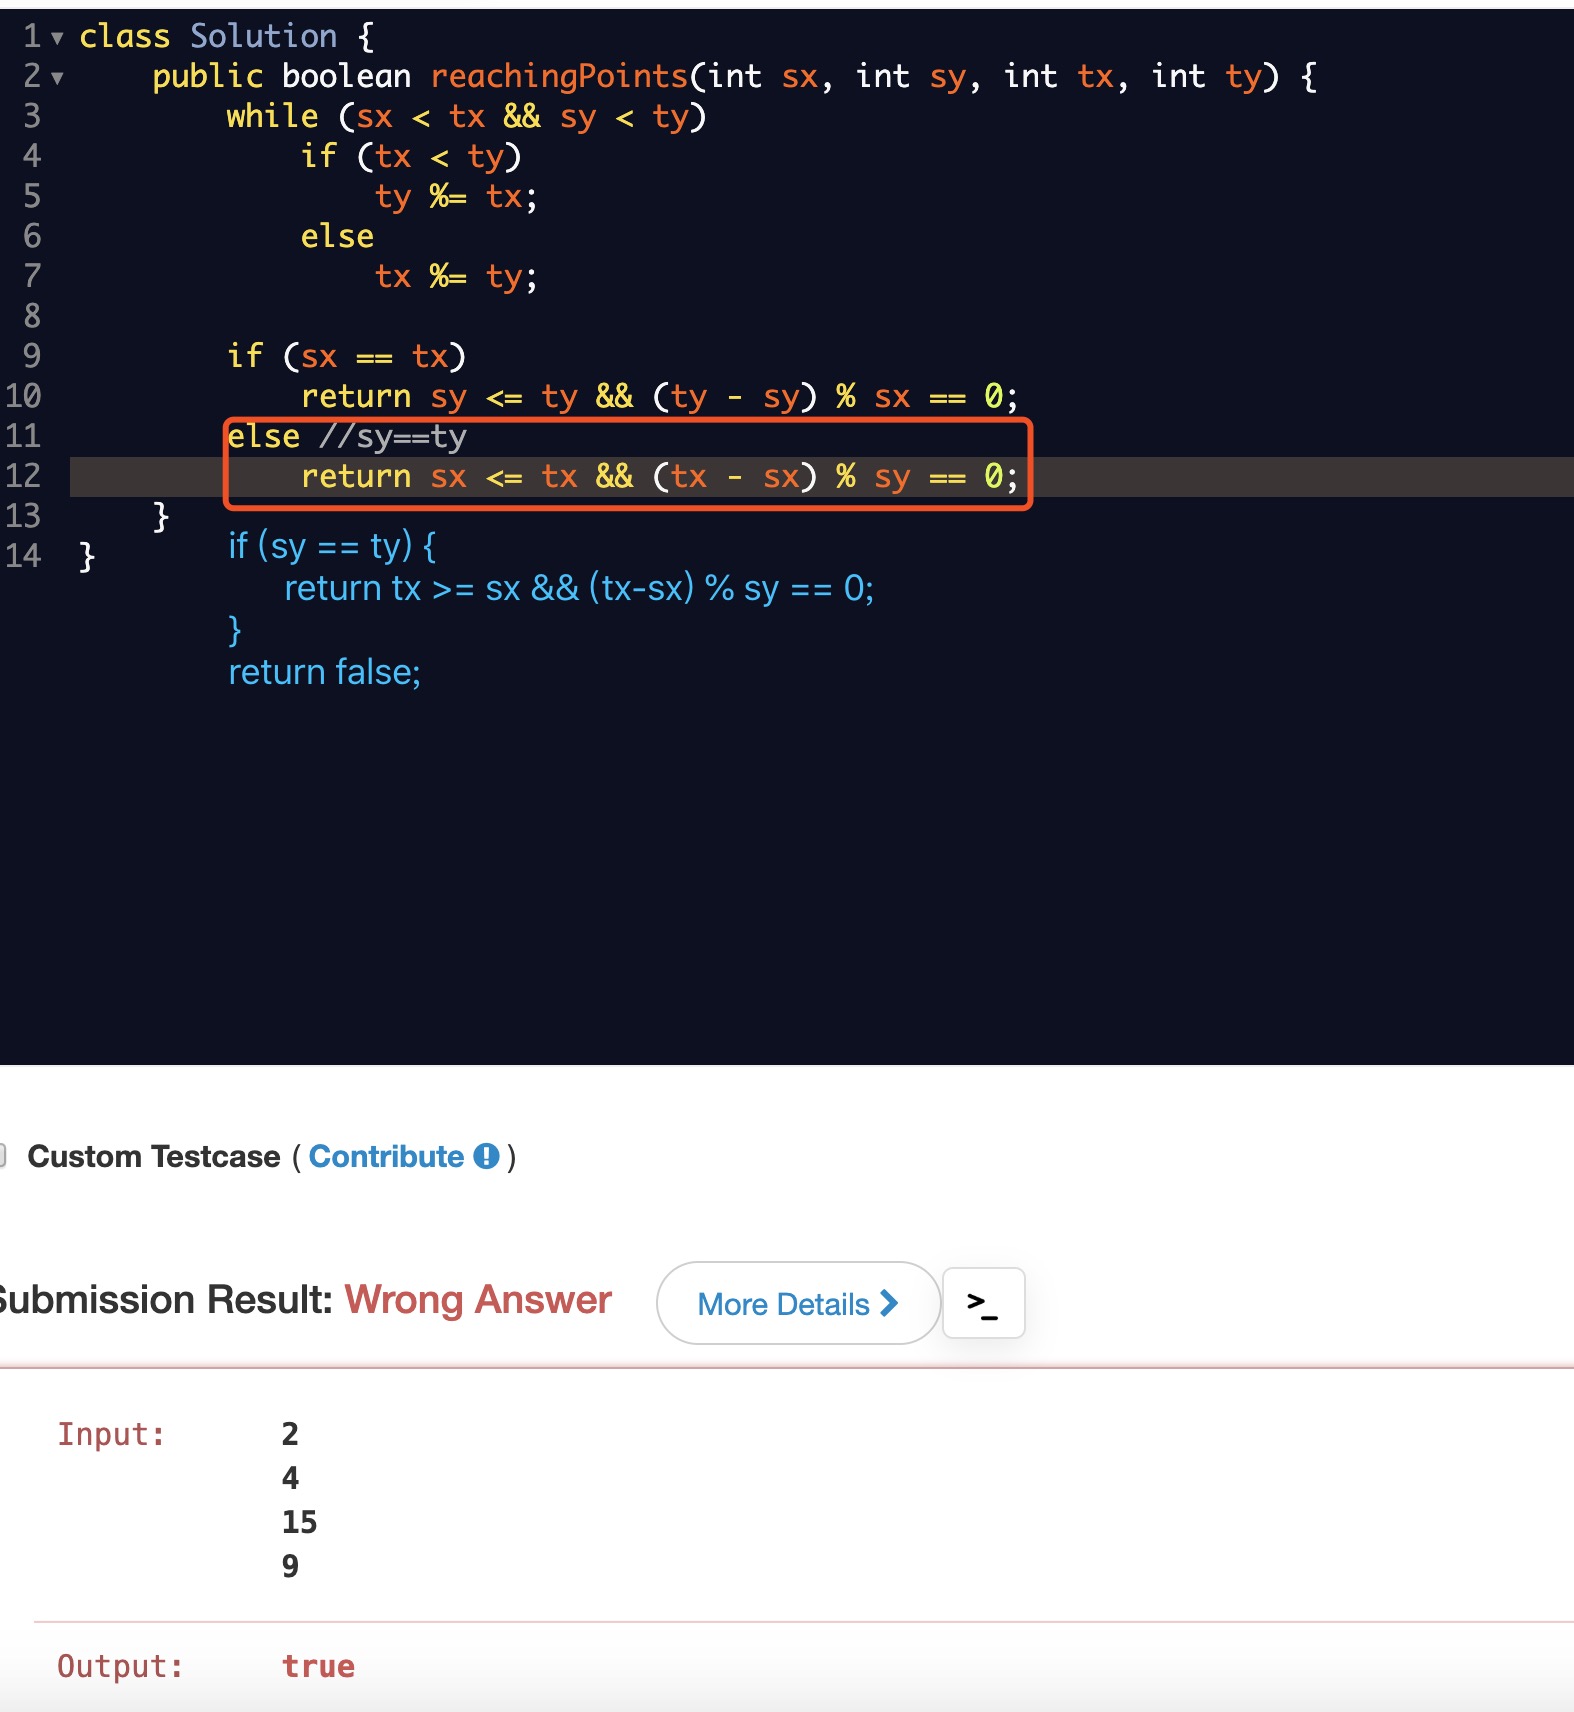 1 class Solution {
2 public boolean reachingPoints(int sx, int sy, int tx, int ty) {
3 while (sx < tx && sy < ty)
4 if (tx < ty)
5 ty %= tx;
6 else
7 tx %= ty;
8
9 if (sx == tx)
10 return sy <= ty && (ty - sy) % sx == 0;
11 else //sy==ty
12 return sx <= tx && (tx - sx) % sy == 0;
13 }
14 }
if (sy == ty) {
return tx >= sx && (tx-sx) % sy == 0;
}
return false;
Custom Testcase ( Contribute )
Submission Result: Wrong Answer More Details >_
Input: 2
4
15
9
Output: true